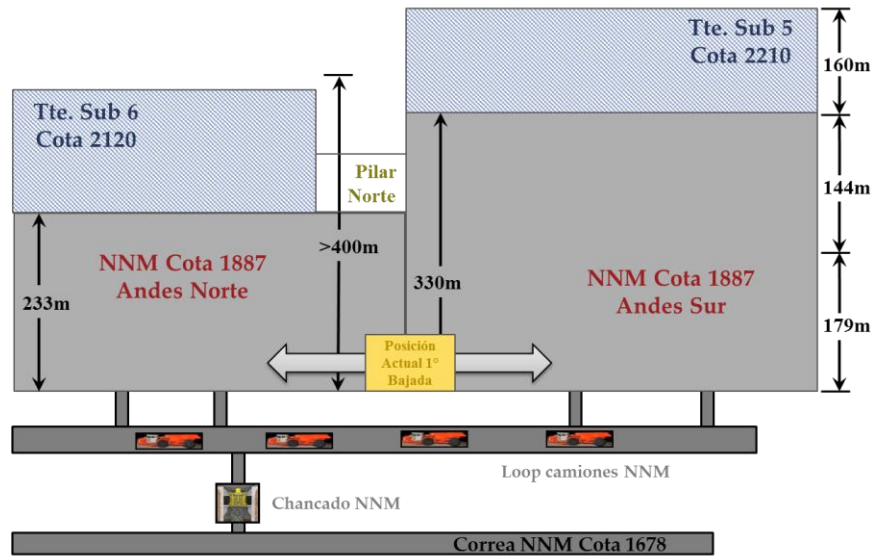 Tte. Sub 5
Cota 2210
160m
Tte. Sub 6
Cota 2120
Pilar
Norte
144m
>400m
NNM Cota 1887
Andes Norte
330m
NNM Cota 1887
Andes Sur
233m
179m
Posición
Actual 1°
Bajada
Loop camiones NNM
Chancado NNM
Correa NNM Cota 1678